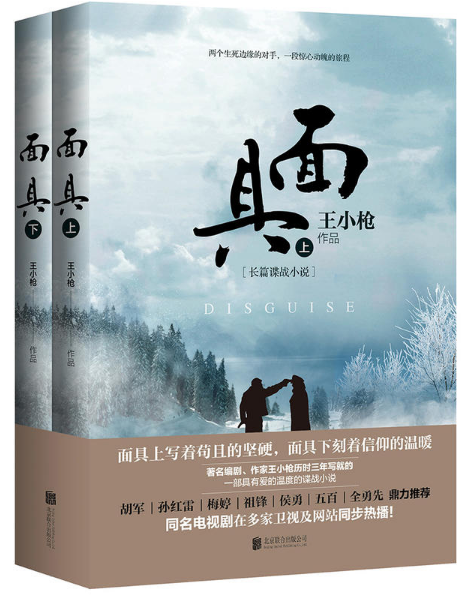 面具
下
王小枪
作品
面具
上
王小枪
作品
两个生死边缘的对手，一段惊心动魄的旅程
面具
上
王小枪
作品
[长篇谍战小说]
DISGUISE
面具上写着苟且的坚硬，面具下刻着信仰的温暖
著名编剧、作家王小枪历时三年写就的
一部具有爱的温度的谍战小说
胡军|孙红雷|梅婷|祖锋|侯勇|五百|全勇先 鼎力推荐
同名电视剧在多家卫视及网站同步热播！
北京联合出版公司